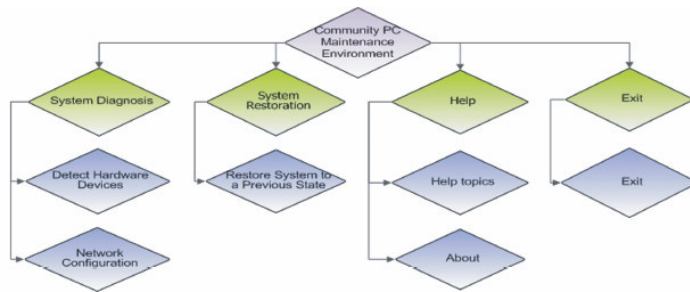 Community PC
Maintenance
Environment
System Diagnosis
System
Restoration
Help
Exit
Detect Hardware
Devices
Restore System to
a Previous State
Help topics
Exit
Network
Configuration
About